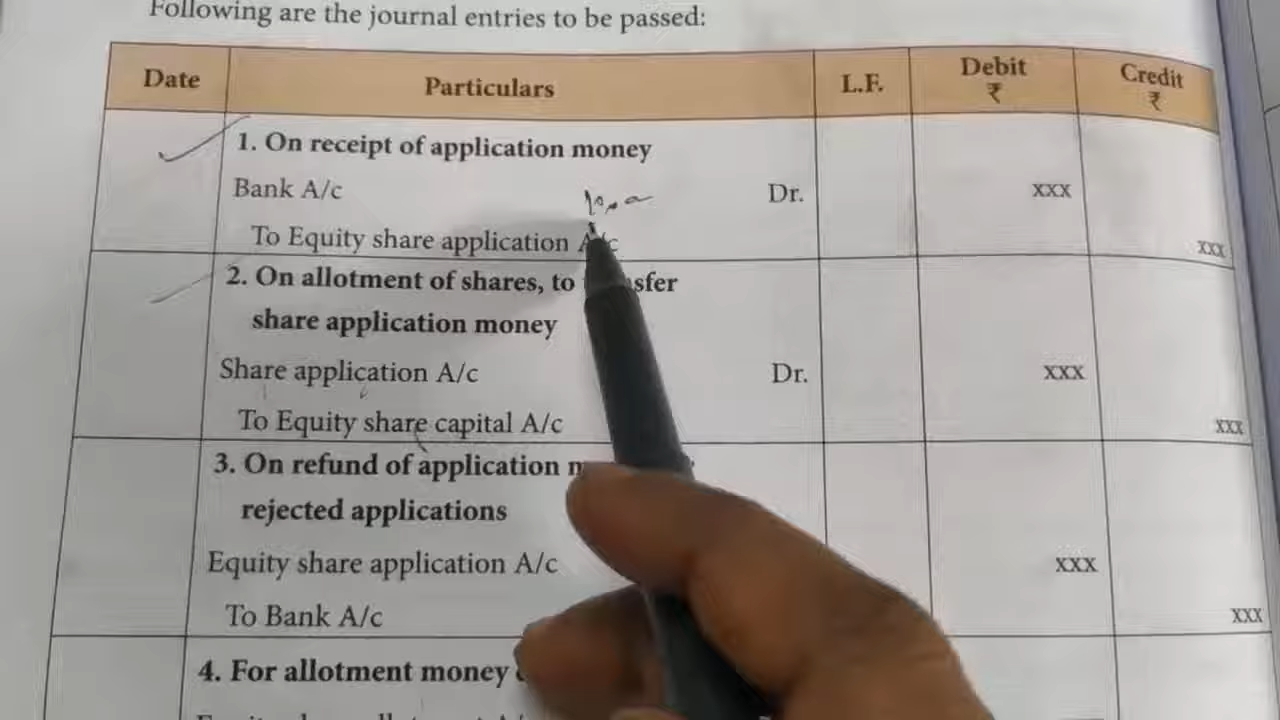 Following are the journal entries to be passed:
Date Particulars L.F. Debit ₹ Credit ₹
1. On receipt of application money
Bank A/c Dr. xxx
To Equity share application A/c xxx
2. On allotment of shares, to
share application money
Share application A/c Dr. xxx
To Equity share capital A/c xxx
3. On refund of application
rejected applications
Equity share application A/c xxx
To Bank A/c xxx
4. For allotment money